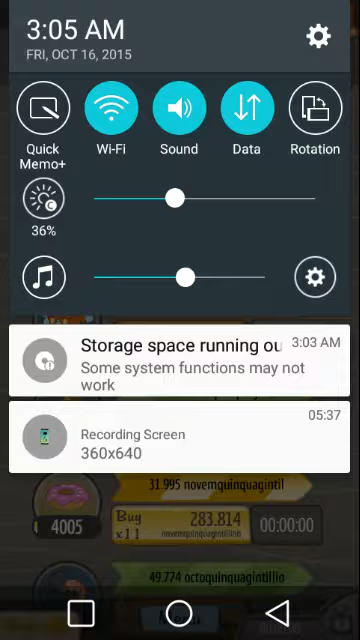 3:05 AM
FRI, OCT 16, 2015
Quick Memo+
Wi-Fi
Sound
Data
Rotation
36%
Storage space running ou
3:03 AM
Some system functions may not
work
05:37
Recording Screen
360x640
31.995 novemquinquagintil
4005
Buy
x11
283.814
00:00:00
49.774 octoquinquagintillio